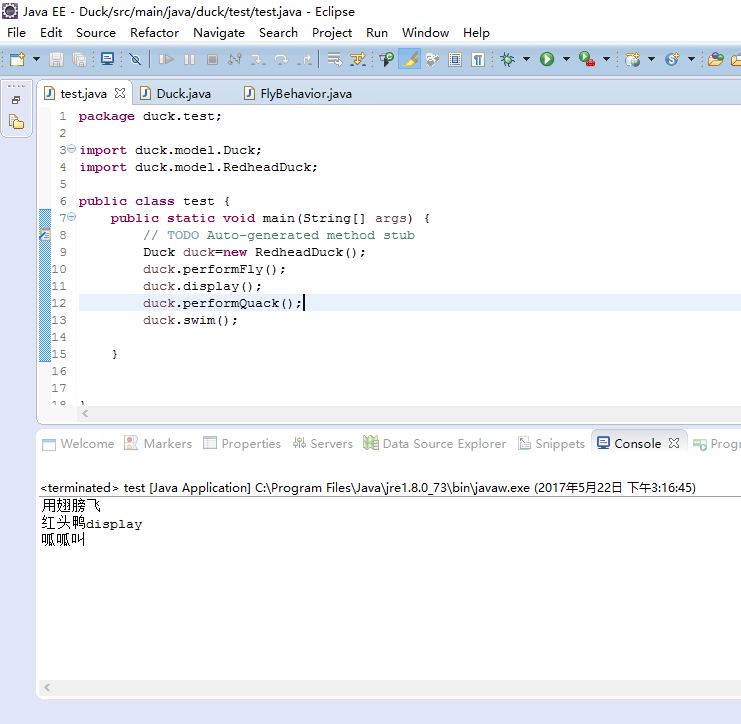 Java EE - Duck/src/main/java/duck/test/test.java - Eclipse
File Edit Source Refactor Navigate Search Project Run Window Help
test.java Duck.java FlyBehavior.java
1 package duck.test;
2
3 import duck.model.Duck;
4 import duck.model.RedheadDuck;
5
6 public class test {
7 public static void main(String[] args) {
8 // TODO Auto-generated method stub
9 Duck duck=new RedheadDuck();
10 duck.performFly();
11 duck.display();
12 duck.performQuack();
13 duck.swim();
14
15 }
16
17
18 }
Welcome Markers Properties Servers Data Source Explorer Snippets Console Progr
<terminated> test [Java Application] C:\Program Files\Java\jre1.8.0_73\bin\javaw.exe (2017年5月22日 下午3:16:45)
用翅膀飞
红头鸭display
呱呱叫